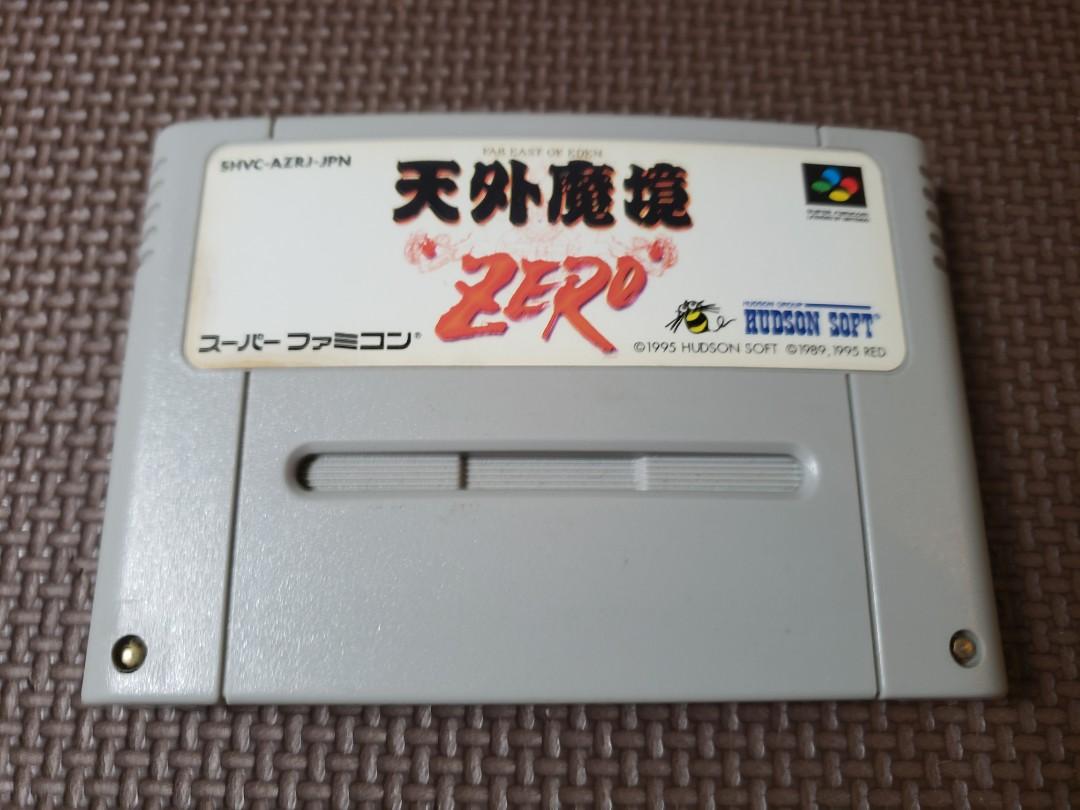 SHVC-AZRJ-JPN
FAR EAST OF EDEN
天外魔境
ZERO
スーパーファミコン®
HUDSON GROUP
HUDSON SOFT®
©1995 HUDSON SOFT ©1989,1995 RED